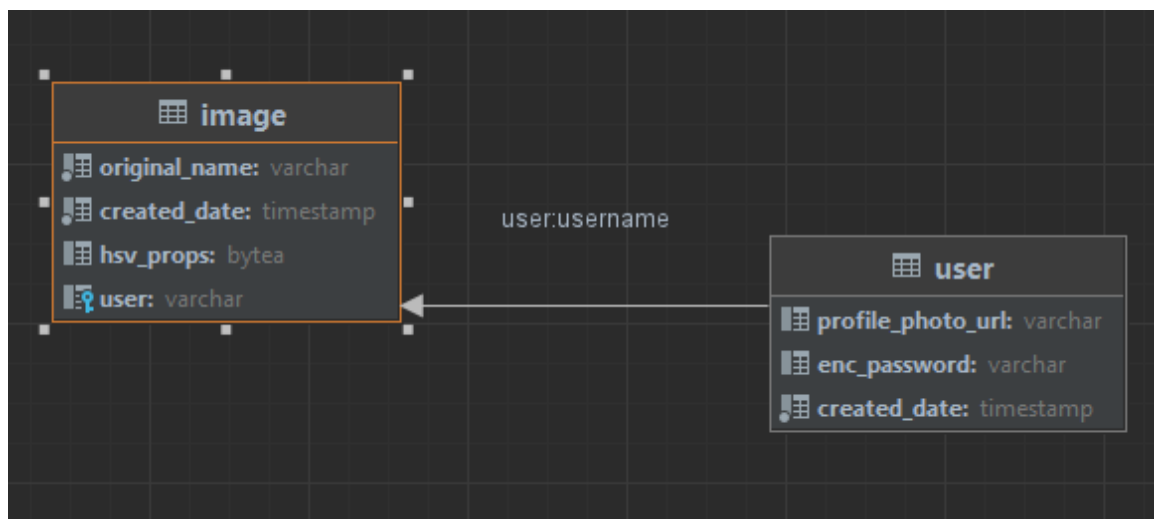 image
original_name: varchar
created_date: timestamp
hsv_props: bytea
user: varchar
user:username
user
profile_photo_url: varchar
enc_password: varchar
created_date: timestamp